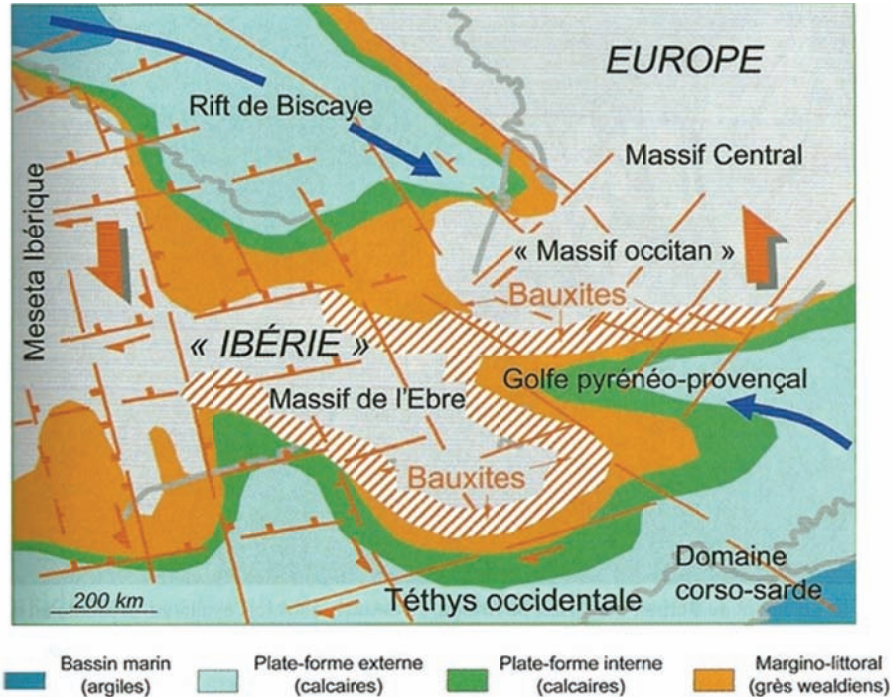 EUROPE
Rift de Biscaye
Massif Central
Meseta Ibérique
« Massif occitan »
Bauxites
« IBÉRIE »
Golfe pyrénéo-provençal
Massif de l'Ebre
Bauxites
Domaine
corso-sarde
200 km
Téthys occidentale
Bassin marin
(argiles)
Plate-forme externe
(calcaires)
Plate-forme interne
(calcaires)
Margino-littoral
(grès wealdiens)